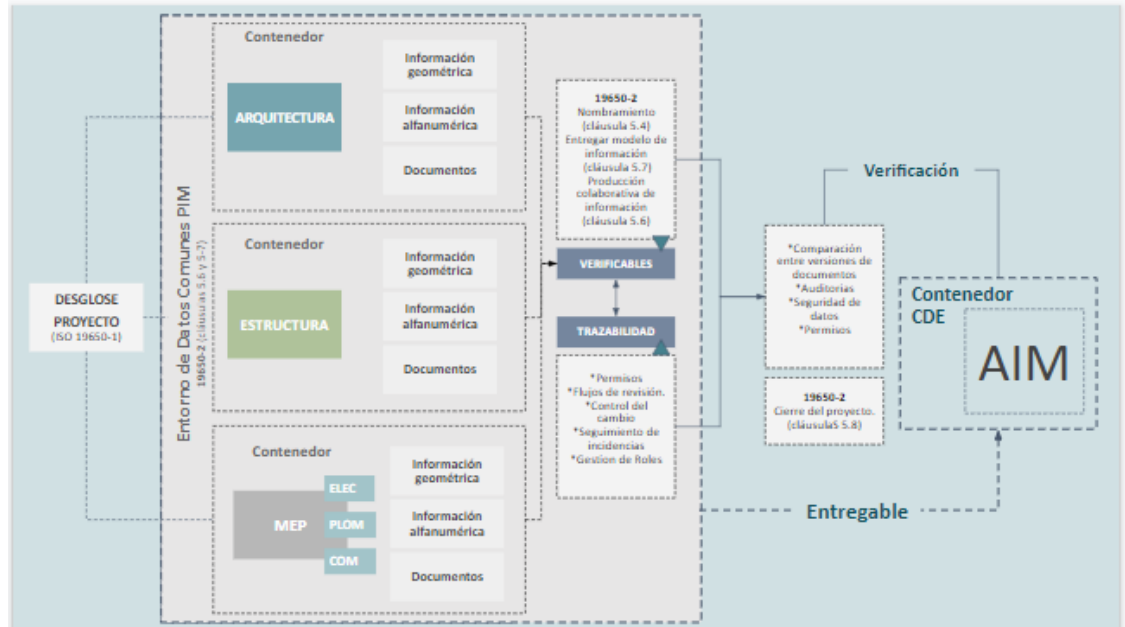 DESGLOSE
PROYECTO
(ISO 19650-1)
Entorno de Datos Comunes PIM
19650-2 (cláusulas 5.6 y 5-7)
Contenedor
ARQUITECTURA
Información
geométrica
Información
alfanumérica
Documentos
Contenedor
ESTRUCTURA
Información
geométrica
Información
alfanumérica
Documentos
Contenedor
MEP
ELEC
PLOM
COM
Información
geométrica
Información
alfanumérica
Documentos
19650-2
Nombramiento
(cláusula 5.4)
Entregar modelo de
información
(cláusula 5.7)
Producción
colaborativa de
información
(cláusula 5.6)
VERIFICABLES
TRAZABILIDAD
*Permisos
*Flujos de revisión.
*Control del
cambio
*Seguimiento de
incidencias
*Gestion de Roles
Verificación
*Comparación
entre versiones de
documentos
*Auditorias
*Seguridad de
datos
*Permisos
19650-2
Cierre del proyecto.
(cláusulaS 5.8)
Contenedor
CDE
AIM
Entregable